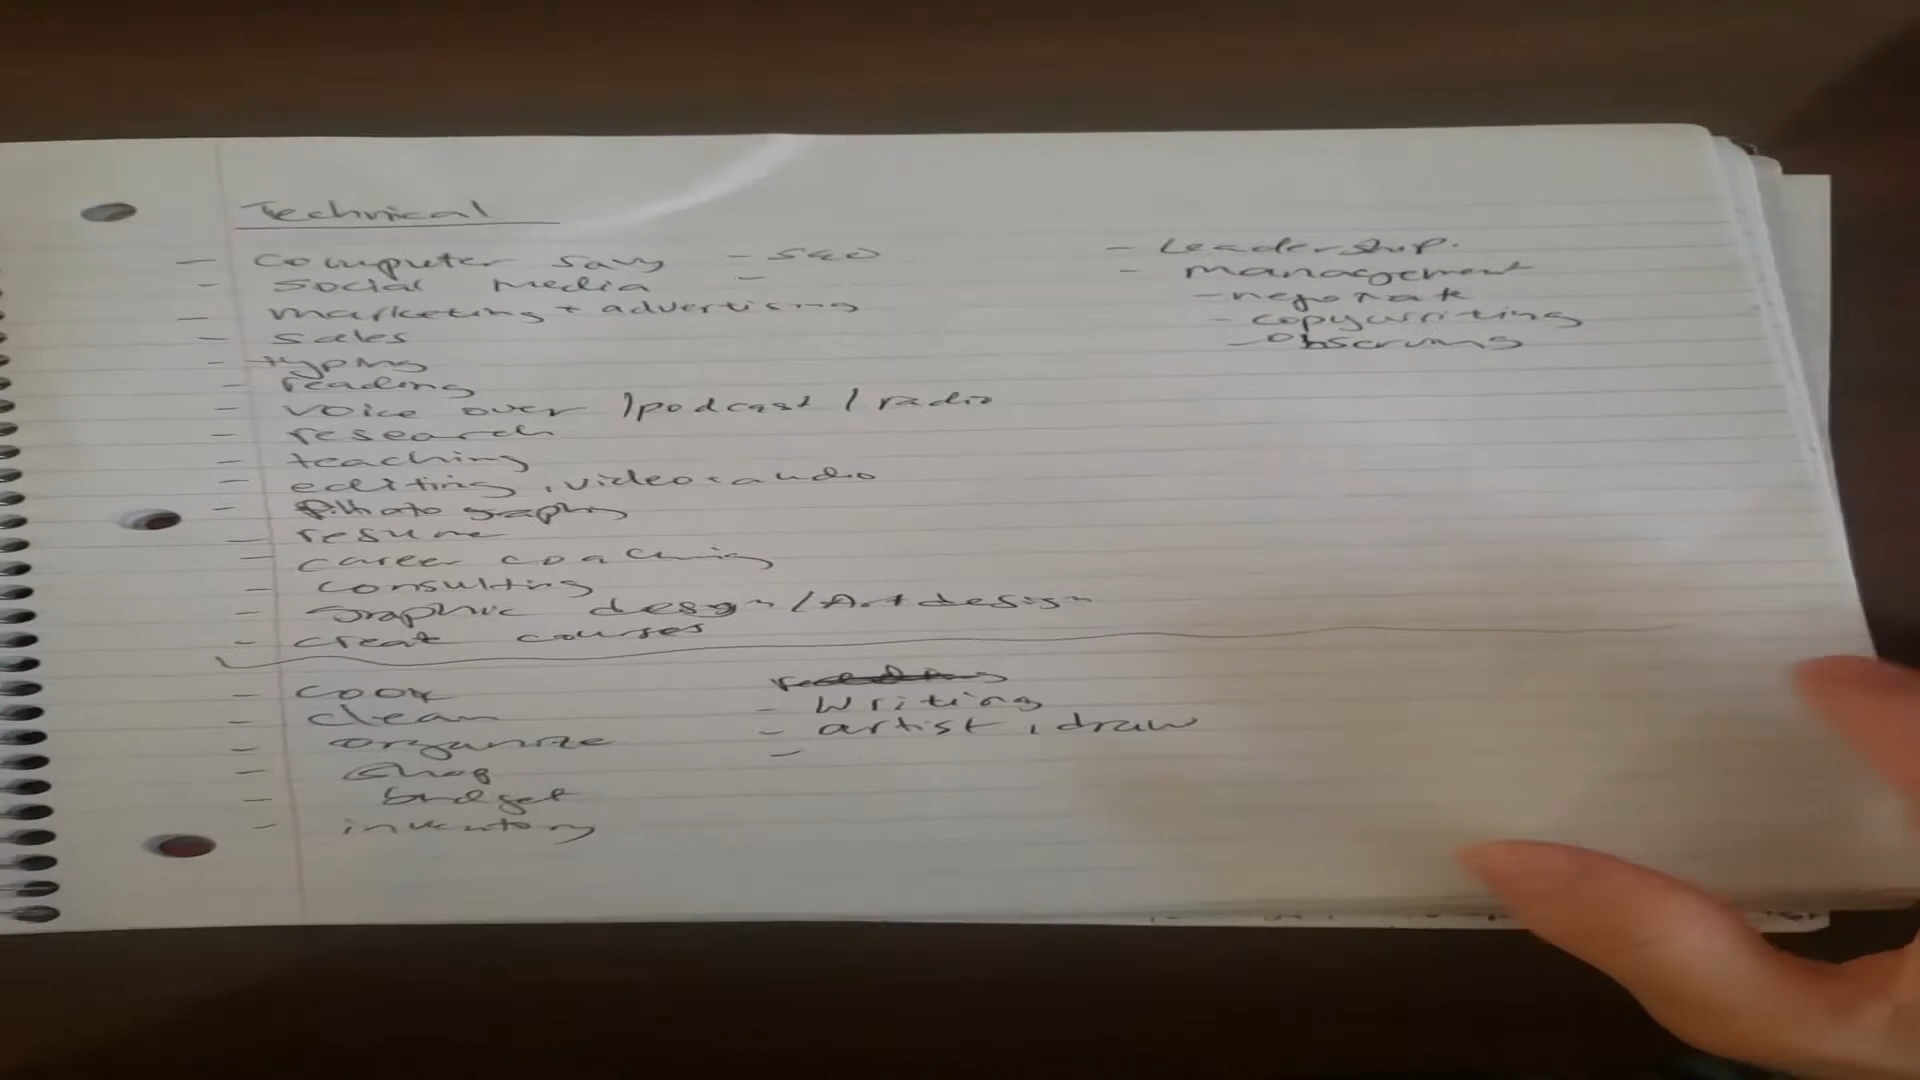 Technical
- computer savy - SEO
- social media -
- marketing + advertising
- sales
- typing
- reading
- voice over /podcast / radio
- research
- teaching
- editing, video + audio
- Photography
- resume
- career coaching
- consulting
- graphic design / Art design
- creat courses
- Leadership.
- management
- negotiate
- copywriting
- Observing
- cook
- clean
- organize
- shop
- budget
- inventory
- Writing
- artist, draw
-